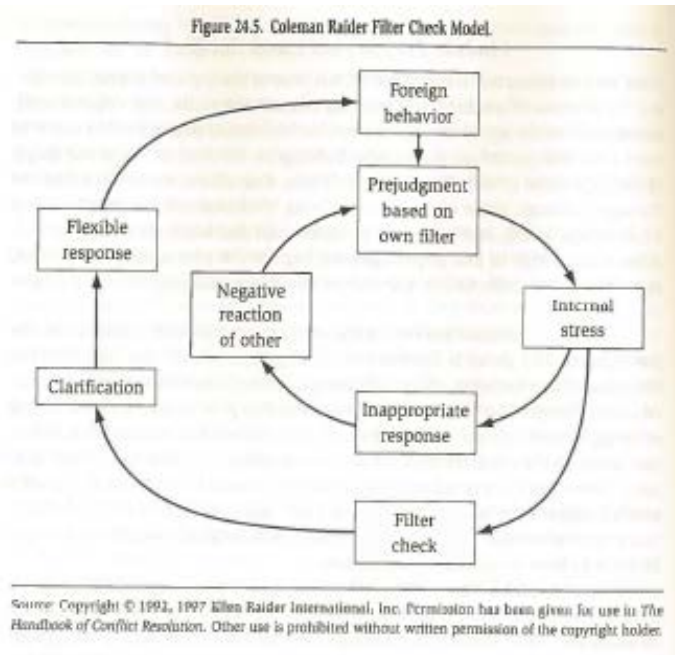 Figure 24.5. Coleman Raider Filter Check Model.
Foreign
behavior
Prejudgment
based on
own filter
Flexible
response
Negative
reaction
of other
Internal
stress
Clarification
Inappropriate
response
Filter
check
Source: Copyright © 1992, 1997 Ellen Raider International, Inc. Permission has been given for use in The
Handbook of Conflict Resolution. Other use is prohibited without written permission of the copyright holder.